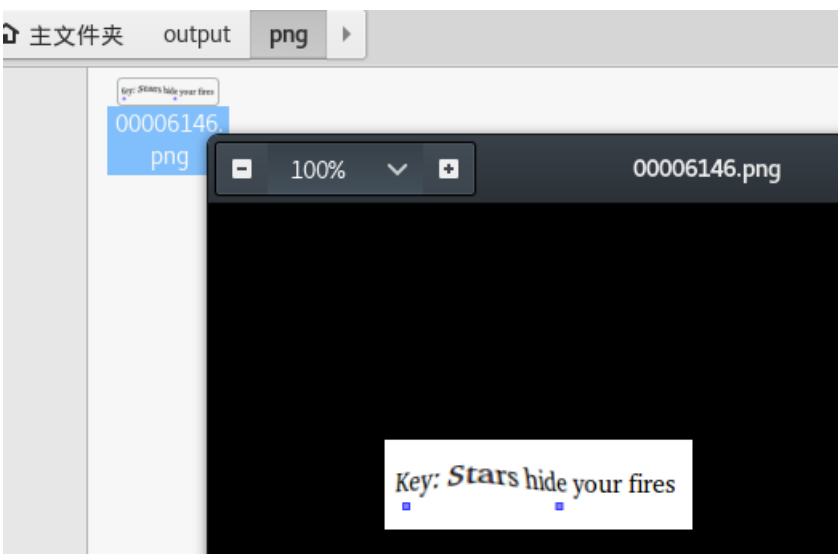 主文件夹 output png
Key: Stars hide your fires
00006146.
png
100% 00006146.png
Key: Stars hide your fires